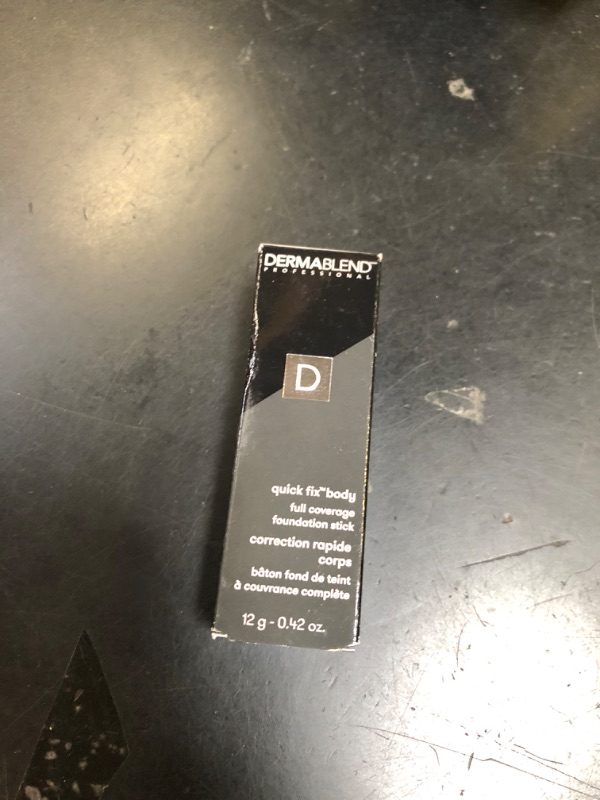 DERMABLEND™
PROFESSIONAL
D
quick fix™ body
full coverage
foundation stick
correction rapide
corps
bâton fond de teint
à couvrance complète
12 g - 0.42 oz.